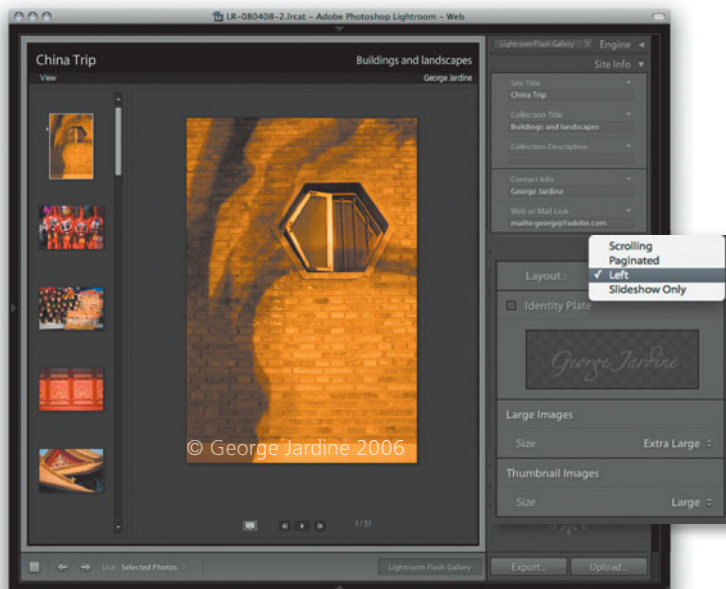 LR-080408-2.lrcat – Adobe Photoshop Lightroom – Web
China Trip
Buildings and landscapes
View
George Jardine
© George Jardine 2006
1/31
Lightroom Flash Gallery
Engine
Site Info
Site Title
China Trip
Collection Title
Buildings and landscapes
Collection Description
Contact Info
George Jardine
Web or Mail Link
mailto:georgej@adobe.com
Scrolling
Paginated
Layout :
✓ Left
Slideshow Only
Identity Plate
George Jardine
Large Images
Size Extra Large
Thumbnail Images
Size Large
Use: Selected Photos
Lightroom Flash Gallery
Export...
Upload...